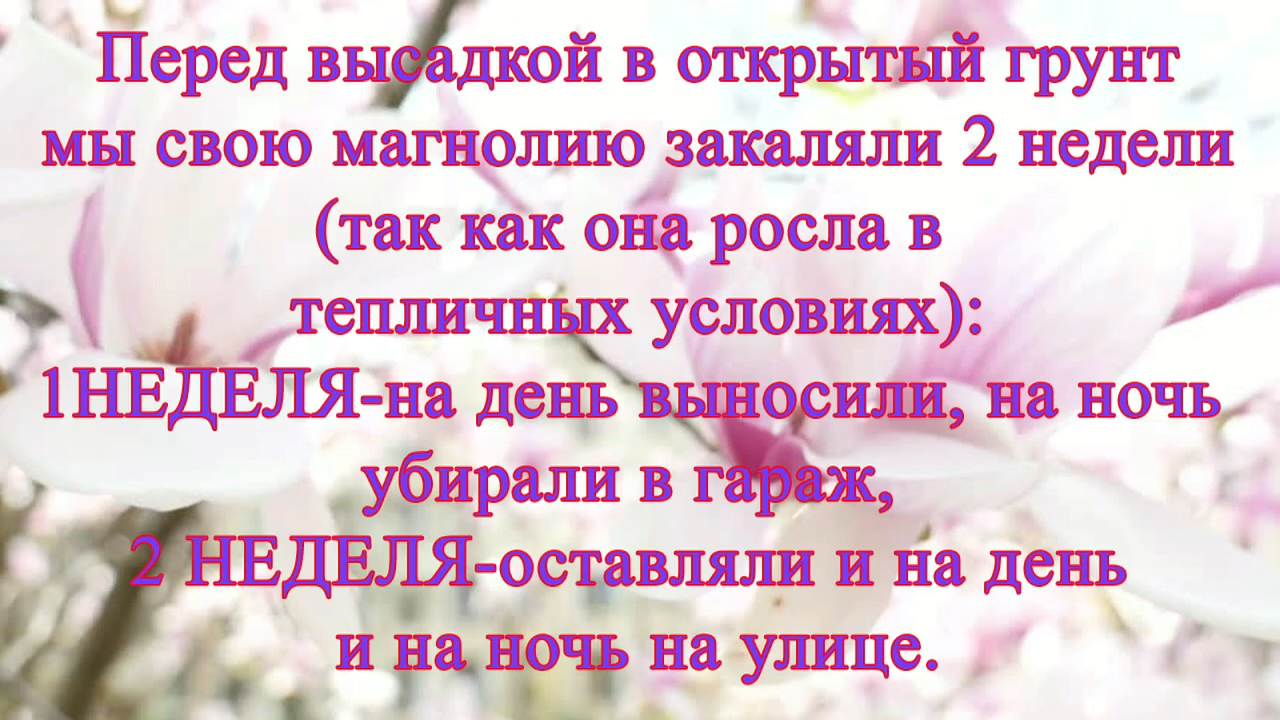 Перед высадкой в открытый грунт
мы свою магнолию закаляли 2 недели
(так как она росла в
тепличных условиях):
1НЕДЕЛЯ-на день выносили, на ночь
убирали в гараж,
2 НЕДЕЛЯ-оставляли и на день
и на ночь на улице.